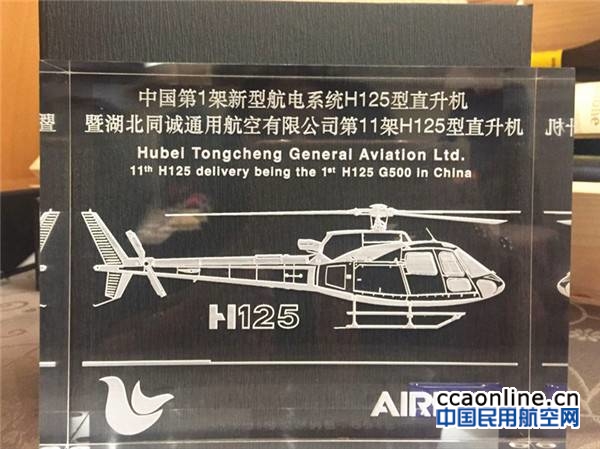 中国第1架新型航电系统H125型直升机
暨湖北同诚通用航空有限公司第11架H125型直升机
Hubei Tongcheng General Aviation Ltd.
11th H125 delivery being the 1st H125 G500 in China
H125
AIR
ccaonline.cn
中国民用航空网